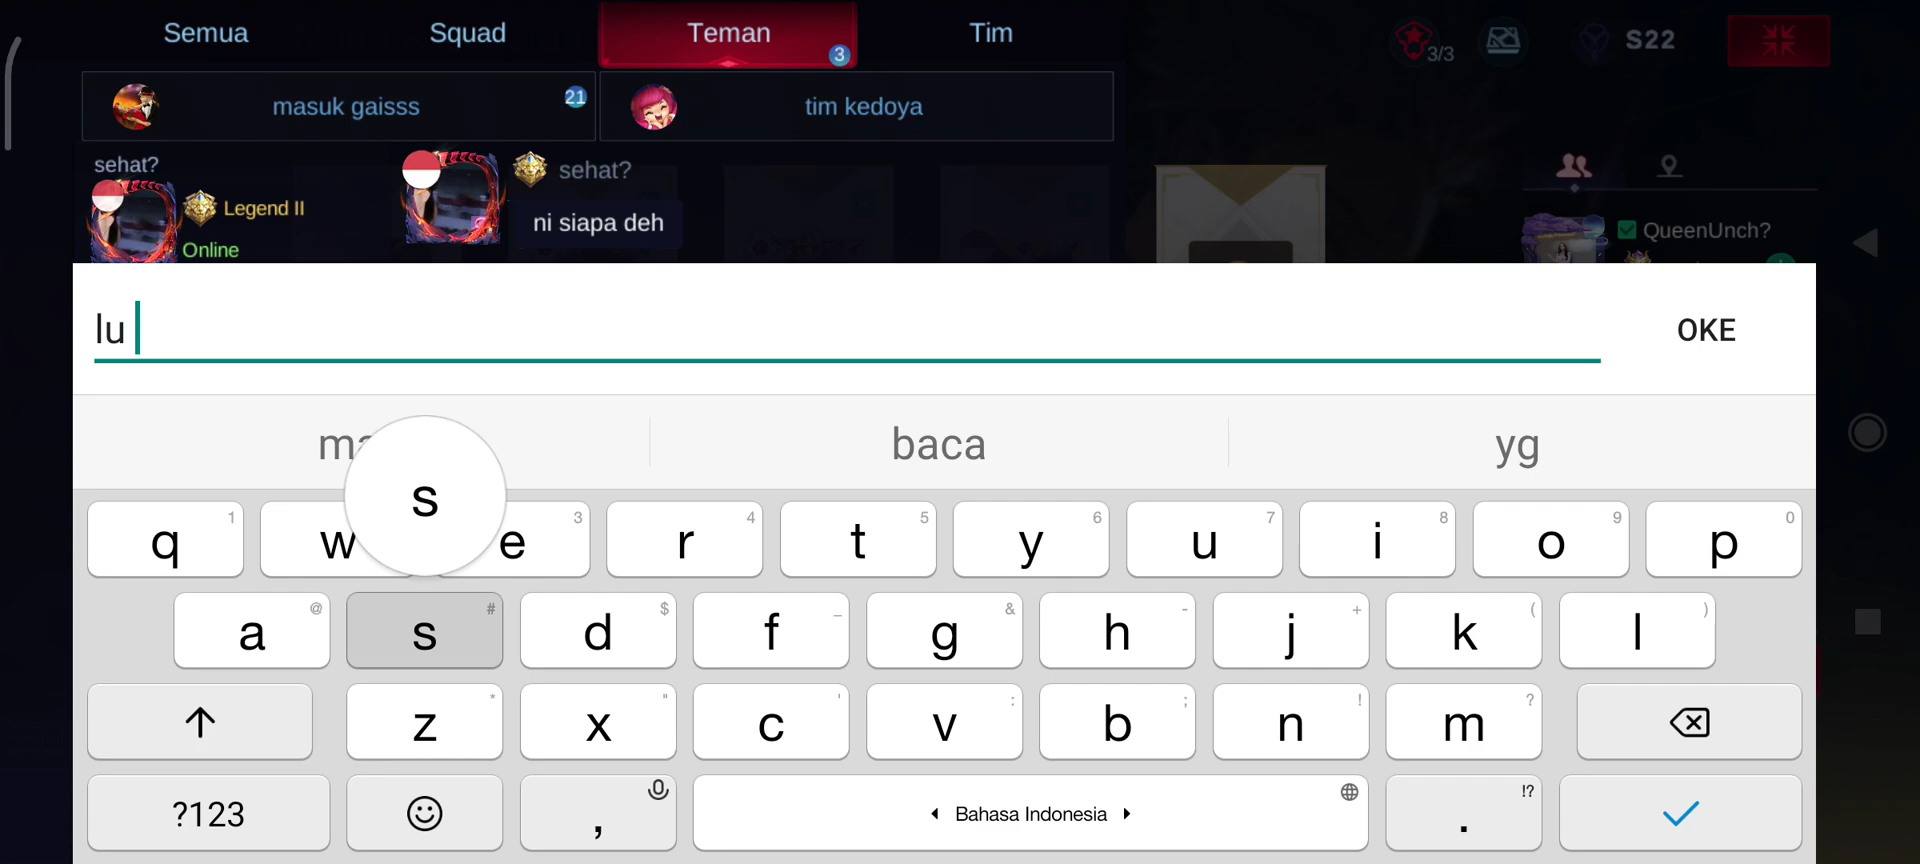 Semua Squad Teman 3 Tim
3/3 S22
masuk gaisss 21 tim kedoya
sehat?
Legend II
Online
sehat?
ni siapa deh
QueenUnch?
lu
OKE
baca yg
s
q 1 w e 3 r 4 t 5 y 6 u 7 i 8 o 9 p 0
a @ s # d $ f _ g & h - j + k ( l )
z * x " c ' v : b ; n ! m ?
?123 , Bahasa Indonesia . !?